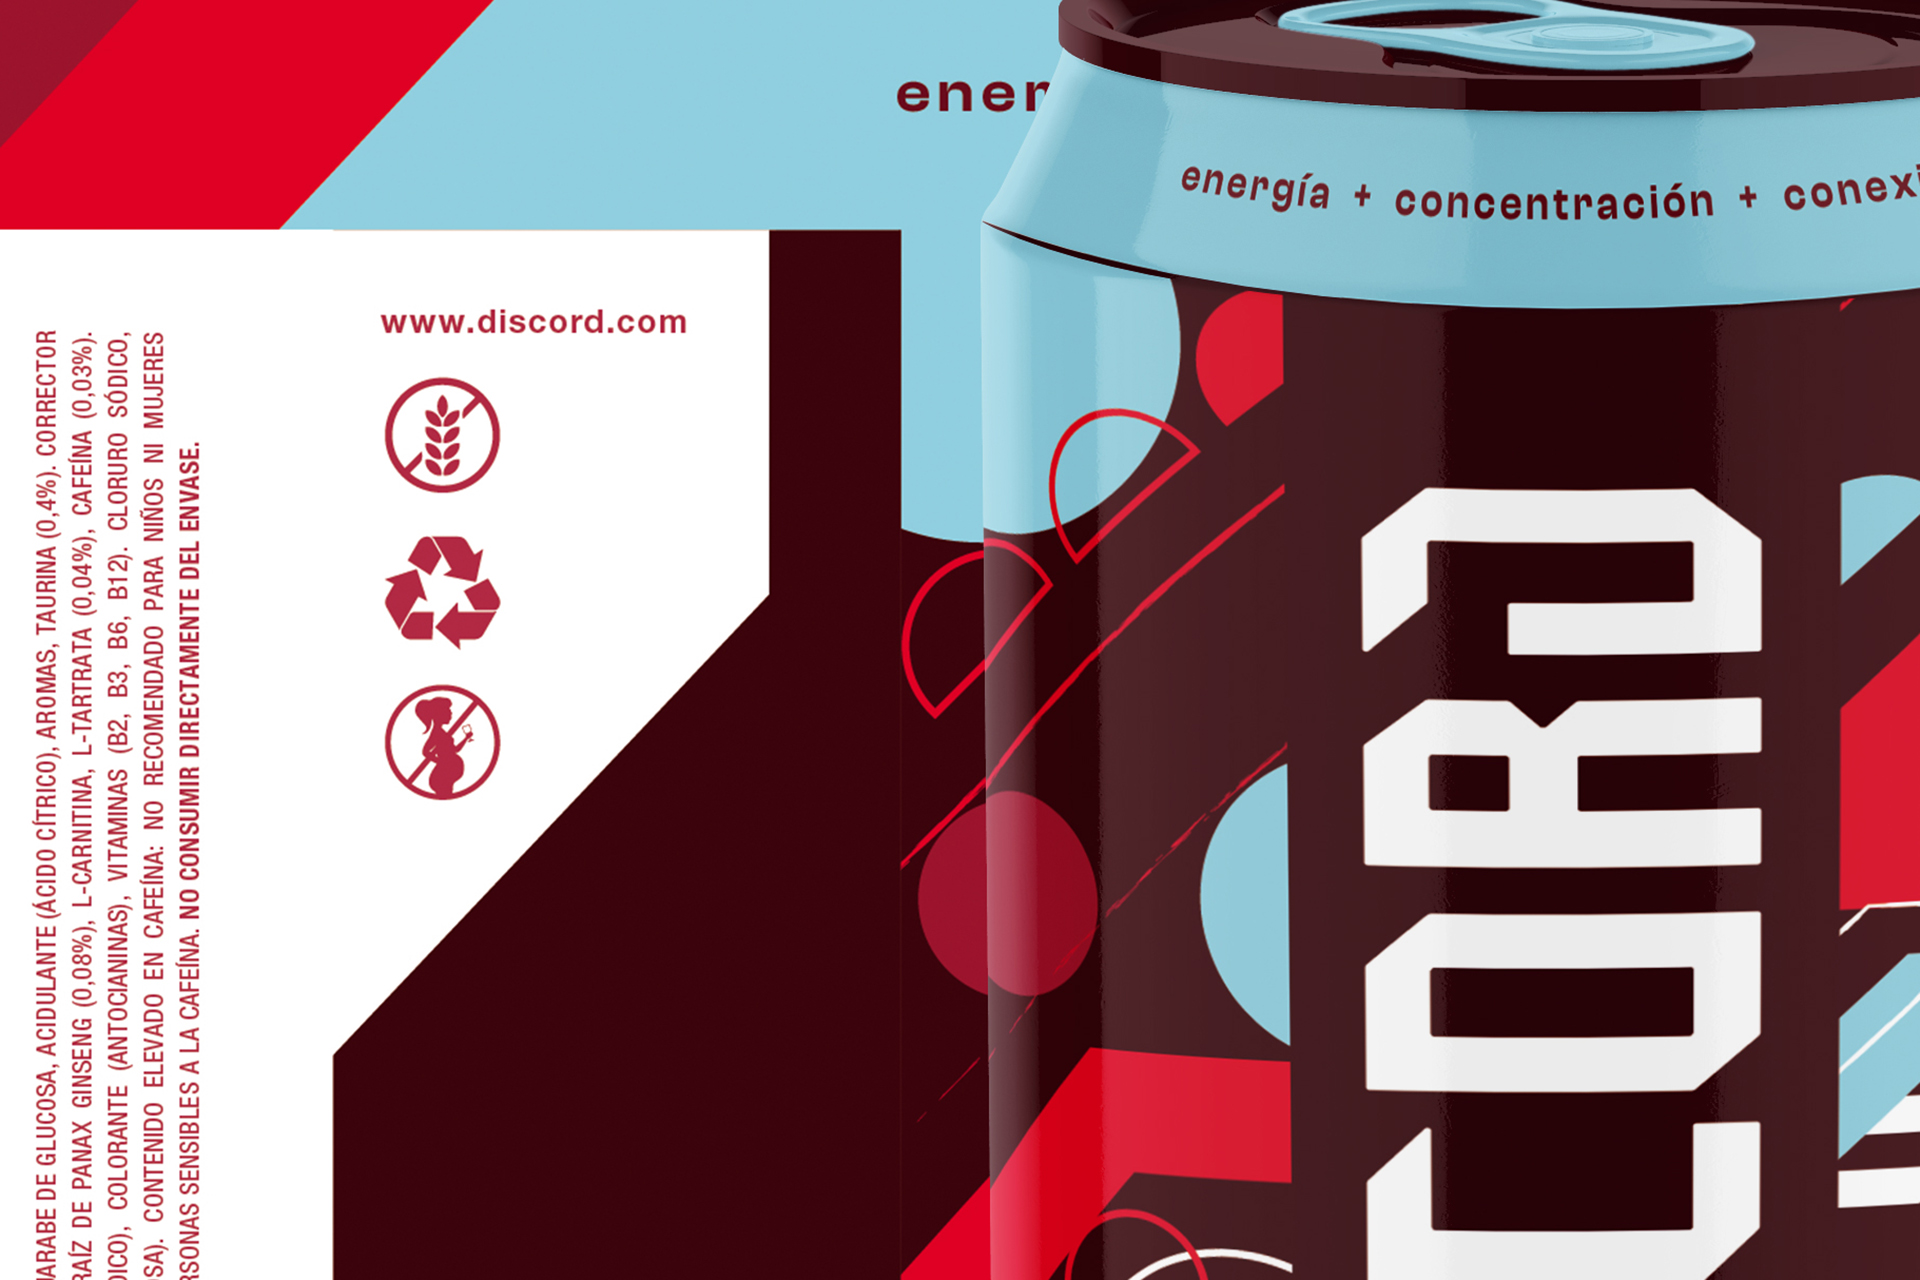 ener
energía + concentración + conexi
www.discord.com
JARABE DE GLUCOSA, ACIDULANTE (ÁCIDO CÍTRICO), AROMAS, TAURINA (0,4%). CORRECTOR
RAÍZ DE PANAX GINSENG (0,08%), L-CARNITINA, L-TARTRATA (0,04%), CAFEÍNA (0,03%).
DICO), COLORANTE (ANTOCIANINAS), VITAMINAS (B2, B3, B6, B12). CLORURO SÓDICO,
OSA). CONTENIDO ELEVADO EN CAFEÍNA: NO RECOMENDADO PARA NIÑOS NI MUJERES
RSONAS SENSIBLES A LA CAFEÍNA. NO CONSUMIR DIRECTAMENTE DEL ENVASE.
CORD